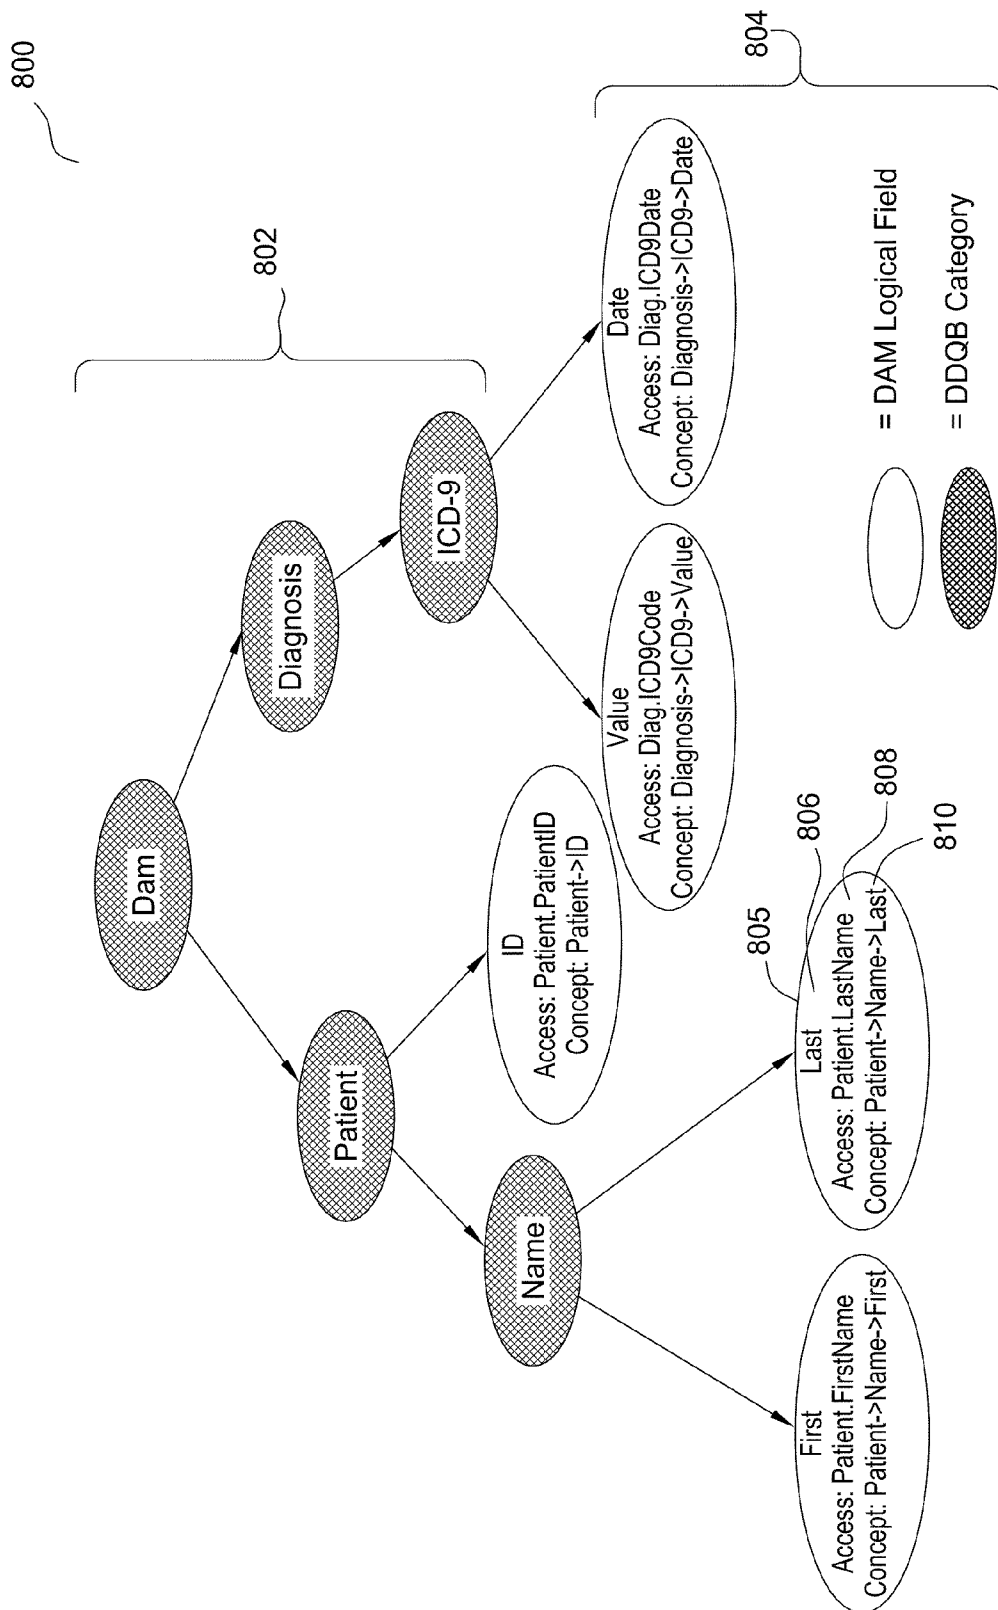 800
802
Dam
Diagnosis
Patient
ICD-9
Name
ID
Access: Patient.PatientID
Concept: Patient->ID
804
Value
Access: Diag.ICD9Code
Concept: Diagnosis->ICD9->Value
Date
Access: Diag.ICD9Date
Concept: Diagnosis->ICD9->Date
First
Access: Patient.FirstName
Concept: Patient->Name->First
805
806
Last
Access: Patient.LastName
Concept: Patient->Name->Last
808
810
= DAM Logical Field
= DDQB Category